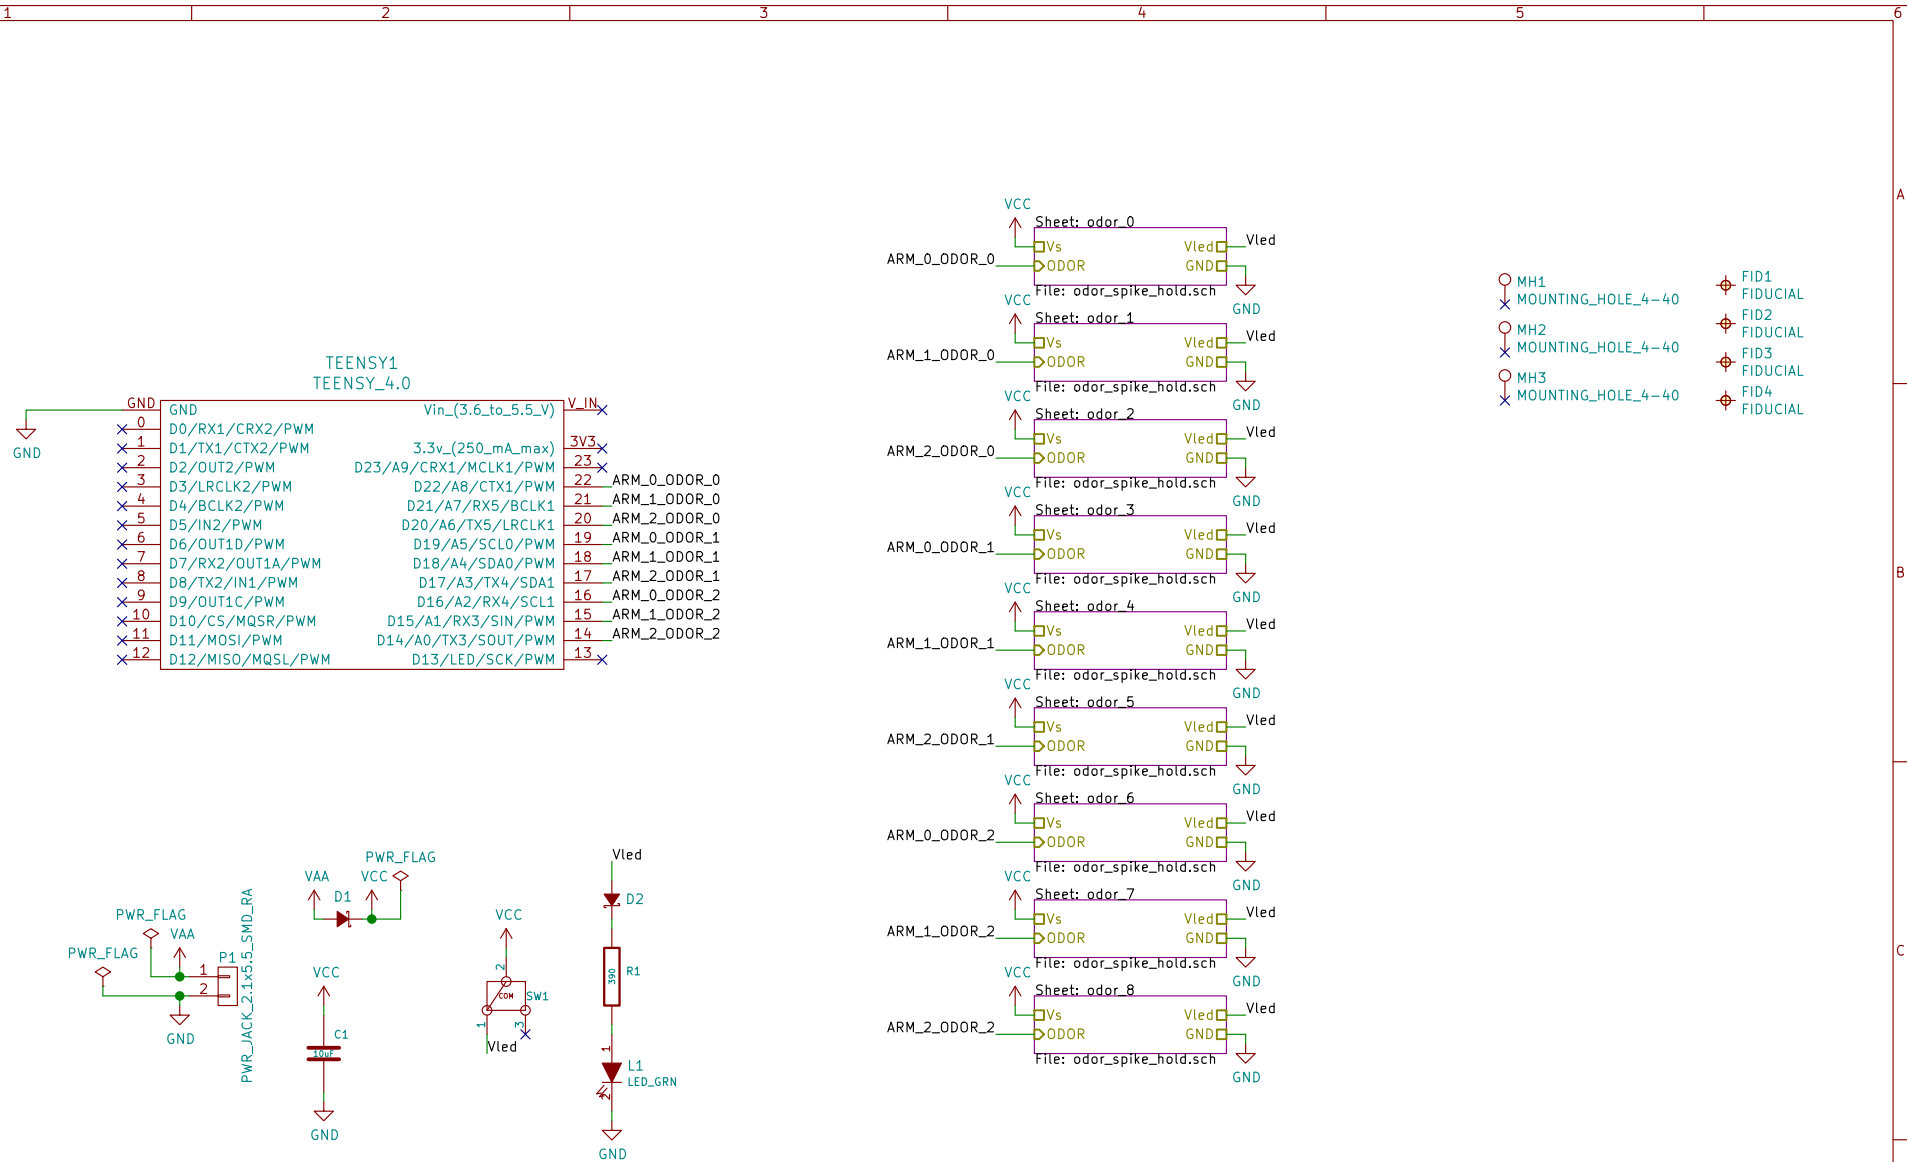 1 2 3 4 5 6
A
B
C
TEENSY1
TEENSY_4.0
GND GND Vin_(3.6_to_5.5_V) V_IN
0 D0/RX1/CRX2/PWM
1 D1/TX1/CTX2/PWM 3.3v_(250_mA_max) 3V3
2 D2/OUT2/PWM D23/A9/CRX1/MCLK1/PWM 23
3 D3/LRCLK2/PWM D22/A8/CTX1/PWM 22 ARM_0_ODOR_0
4 D4/BCLK2/PWM D21/A7/RX5/BCLK1 21 ARM_1_ODOR_0
5 D5/IN2/PWM D20/A6/TX5/LRCLK1 20 ARM_2_ODOR_0
6 D6/OUT1D/PWM D19/A5/SCL0/PWM 19 ARM_0_ODOR_1
7 D7/RX2/OUT1A/PWM D18/A4/SDA0/PWM 18 ARM_1_ODOR_1
8 D8/TX2/IN1/PWM D17/A3/TX4/SDA1 17 ARM_2_ODOR_1
9 D9/OUT1C/PWM D16/A2/RX4/SCL1 16 ARM_0_ODOR_2
10 D10/CS/MQSR/PWM D15/A1/RX3/SIN/PWM 15 ARM_1_ODOR_2
11 D11/MOSI/PWM D14/A0/TX3/SOUT/PWM 14 ARM_2_ODOR_2
12 D12/MISO/MQSL/PWM D13/LED/SCK/PWM 13
GND
VCC
Sheet: odor_0
Vs Vled Vled
ARM_0_ODOR_0 ODOR GND
File: odor_spike_hold.sch
GND
VCC
Sheet: odor_1
Vs Vled Vled
ARM_1_ODOR_0 ODOR GND
File: odor_spike_hold.sch
GND
VCC
Sheet: odor_2
Vs Vled Vled
ARM_2_ODOR_0 ODOR GND
File: odor_spike_hold.sch
GND
VCC
Sheet: odor_3
Vs Vled Vled
ARM_0_ODOR_1 ODOR GND
File: odor_spike_hold.sch
GND
VCC
Sheet: odor_4
Vs Vled Vled
ARM_1_ODOR_1 ODOR GND
File: odor_spike_hold.sch
GND
VCC
Sheet: odor_5
Vs Vled Vled
ARM_2_ODOR_1 ODOR GND
File: odor_spike_hold.sch
GND
VCC
Sheet: odor_6
Vs Vled Vled
ARM_0_ODOR_2 ODOR GND
File: odor_spike_hold.sch
GND
VCC
Sheet: odor_7
Vs Vled Vled
ARM_1_ODOR_2 ODOR GND
File: odor_spike_hold.sch
GND
VCC
Sheet: odor_8
Vs Vled Vled
ARM_2_ODOR_2 ODOR GND
File: odor_spike_hold.sch
GND
MH1
MOUNTING_HOLE_4-40
MH2
MOUNTING_HOLE_4-40
MH3
MOUNTING_HOLE_4-40
FID1
FIDUCIAL
FID2
FIDUCIAL
FID3
FIDUCIAL
FID4
FIDUCIAL
PWR_FLAG
VAA
PWR_FLAG
P1
1
2
PWR_JACK_2.1x5.5_SMD_RA
GND
PWR_FLAG
VAA VCC
D1
VCC
C1
10uF
GND
VCC
2
COM
SW1
1
3
Vled
Vled
D2
R1
390
1
L1
LED_GRN
2
GND